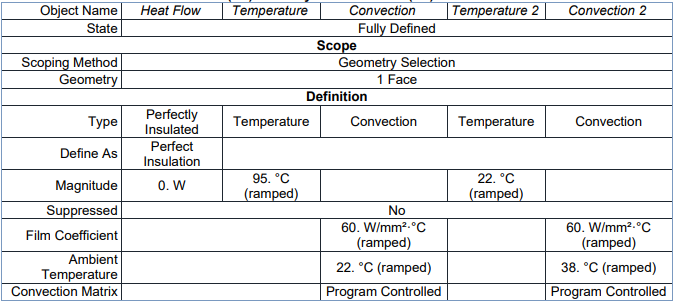 Object Name Heat Flow Temperature Convection Temperature 2 Convection 2
State Fully Defined
Scope
Scoping Method Geometry Selection
Geometry 1 Face
Definition
Type Perfectly Insulated Temperature Convection Temperature Convection
Define As Perfect Insulation
Magnitude 0. W 95. °C (ramped) 22. °C (ramped)
Suppressed No
Film Coefficient 60. W/mm²·°C (ramped) 60. W/mm²·°C (ramped)
Ambient Temperature 22. °C (ramped) 38. °C (ramped)
Convection Matrix Program Controlled Program Controlled